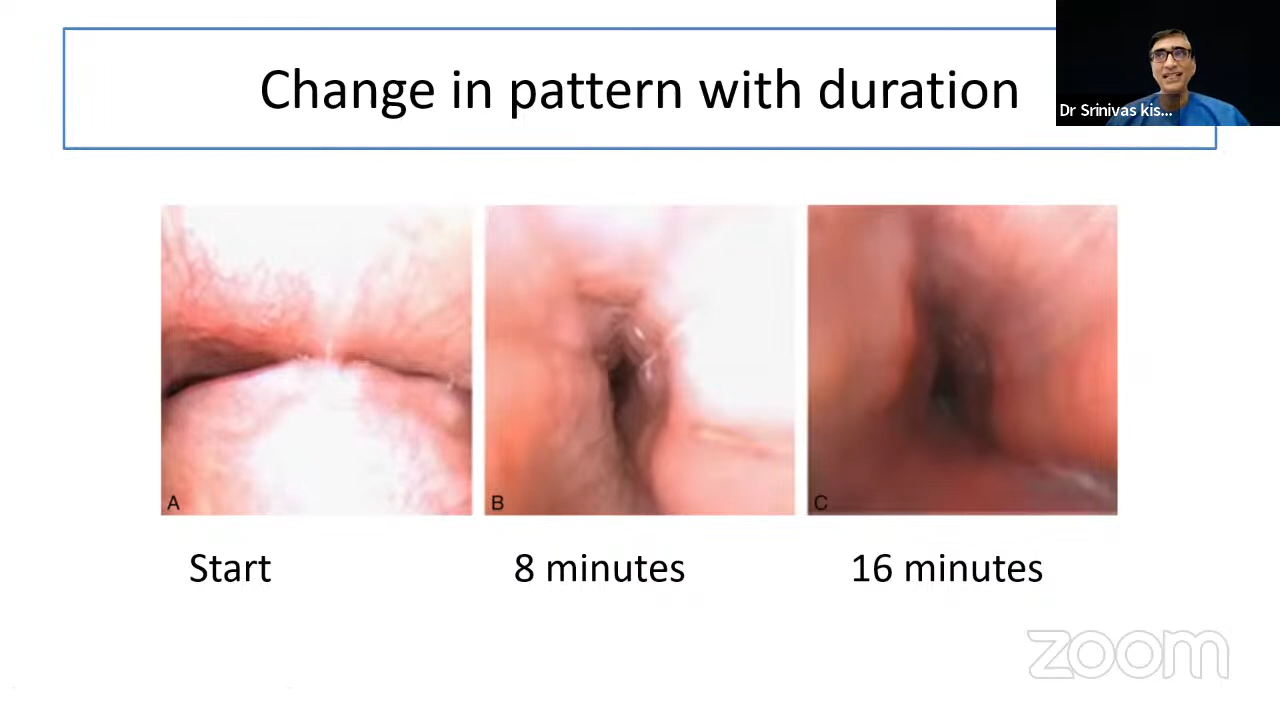 Change in pattern with duration
Dr Srinivas kis...
A
B
C
Start
8 minutes
16 minutes
zoom